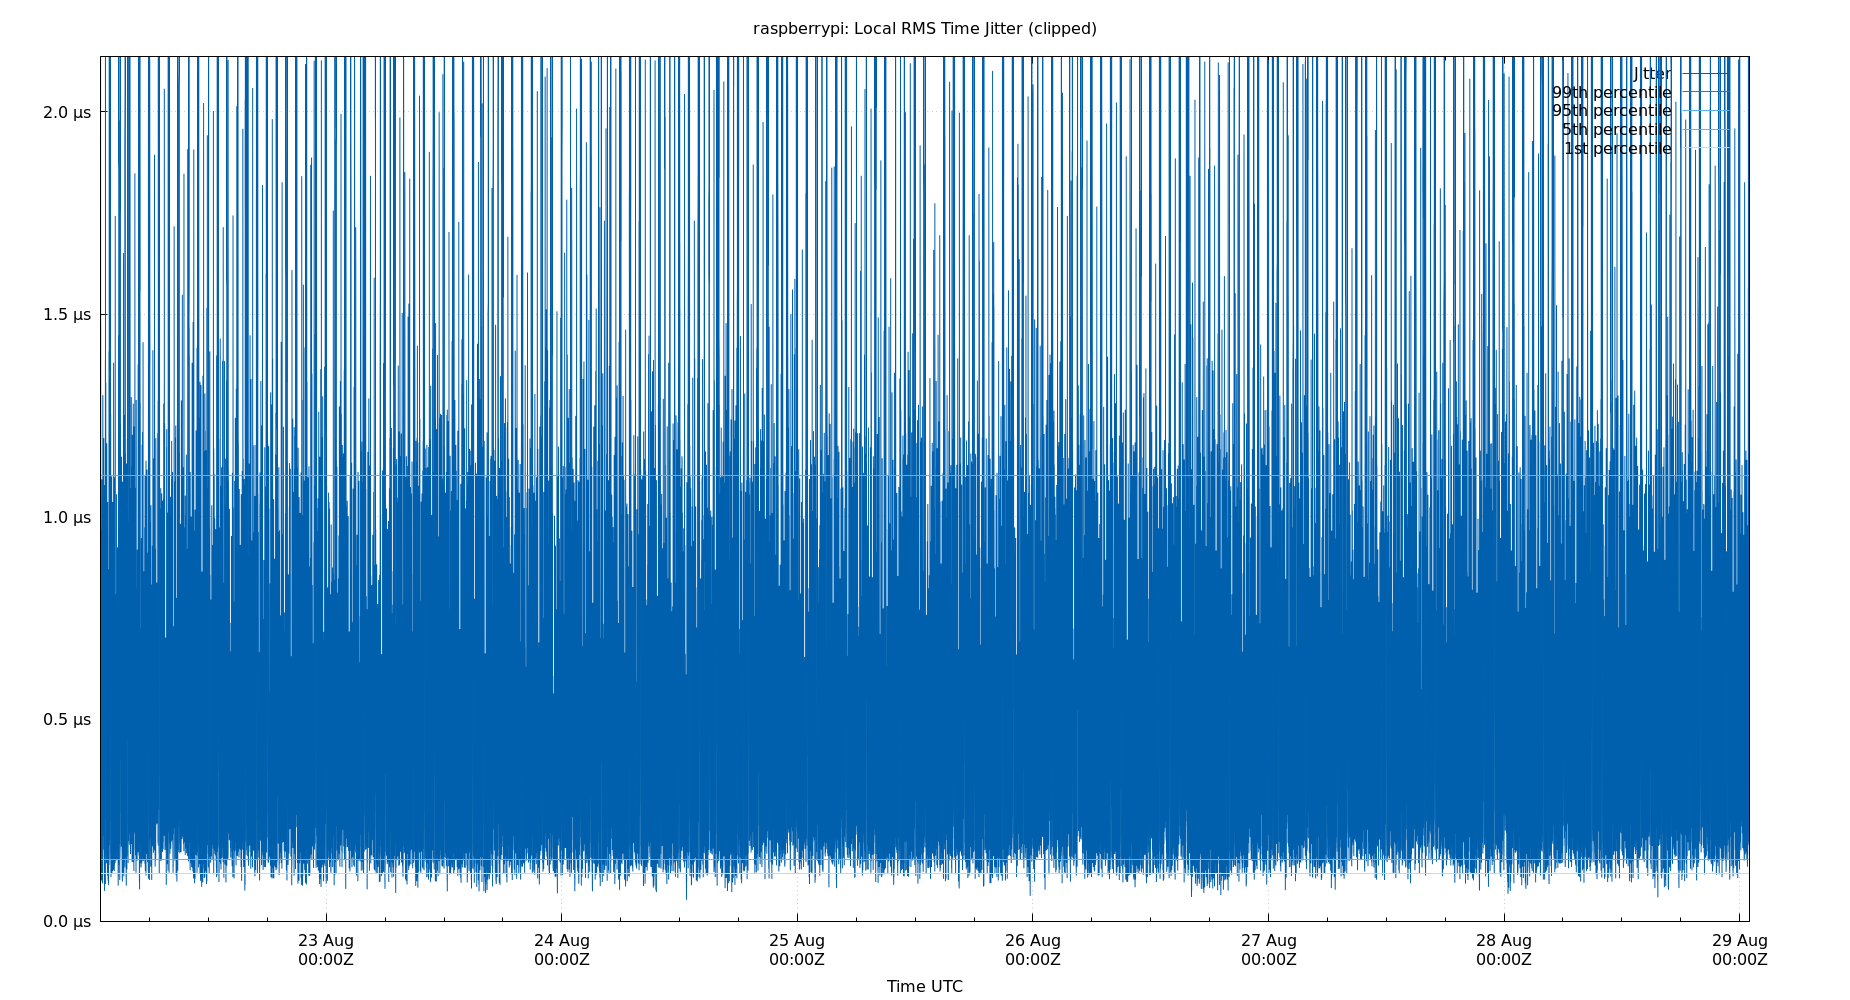 raspberrypi: Local RMS Time Jitter (clipped)
Jitter
99th percentile
95th percentile
5th percentile
1st percentile
2.0 µs
1.5 µs
1.0 µs
0.5 µs
0.0 µs
23 Aug
00:00Z
24 Aug
00:00Z
25 Aug
00:00Z
26 Aug
00:00Z
27 Aug
00:00Z
28 Aug
00:00Z
29 Aug
00:00Z
Time UTC